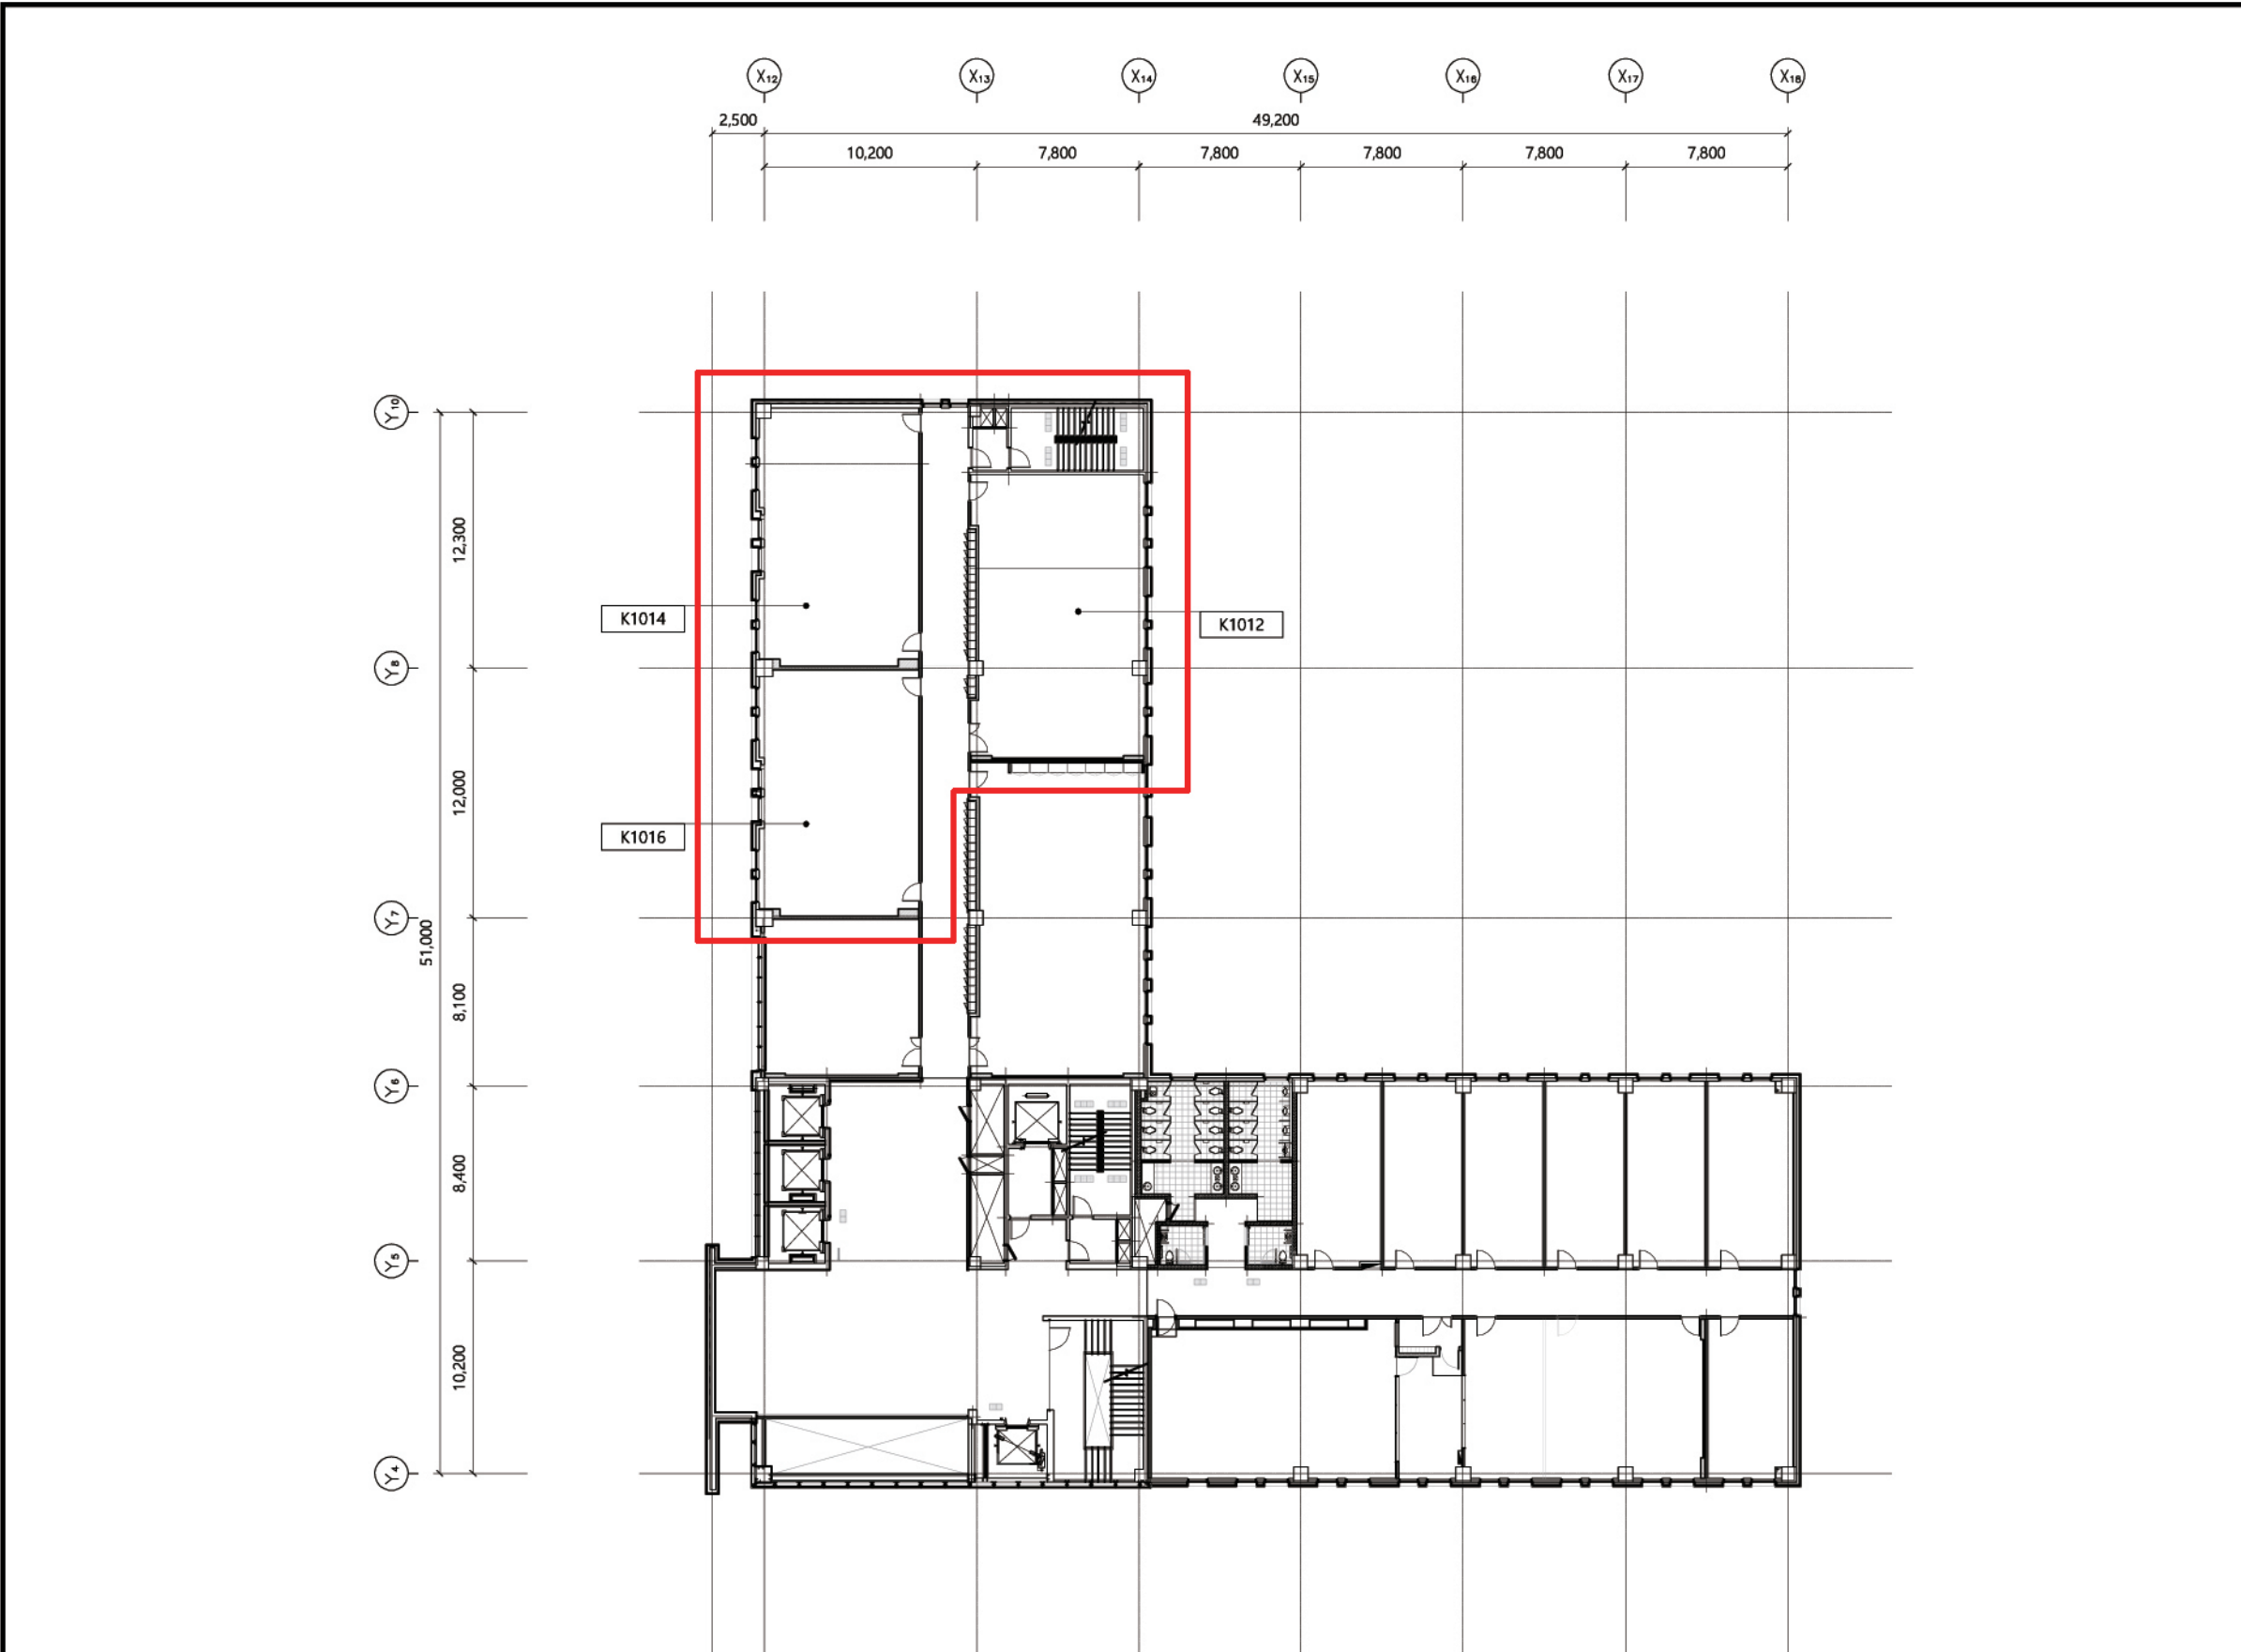 X12 X13 X14 X15 X16 X17 X18
2,500 49,200
10,200 7,800 7,800 7,800 7,800 7,800
Y10
12,300
K1014
K1012
Y8
12,000
K1016
Y7
51,000
8,100
Y6
8,400
Y5
10,200
Y4